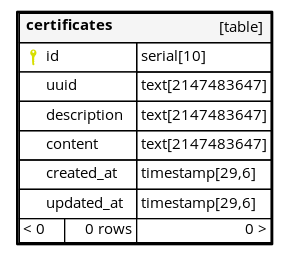 certificates [table]
id serial[10]
uuid text[2147483647]
description text[2147483647]
content text[2147483647]
created_at timestamp[29,6]
updated_at timestamp[29,6]
< 0 0 rows 0 >